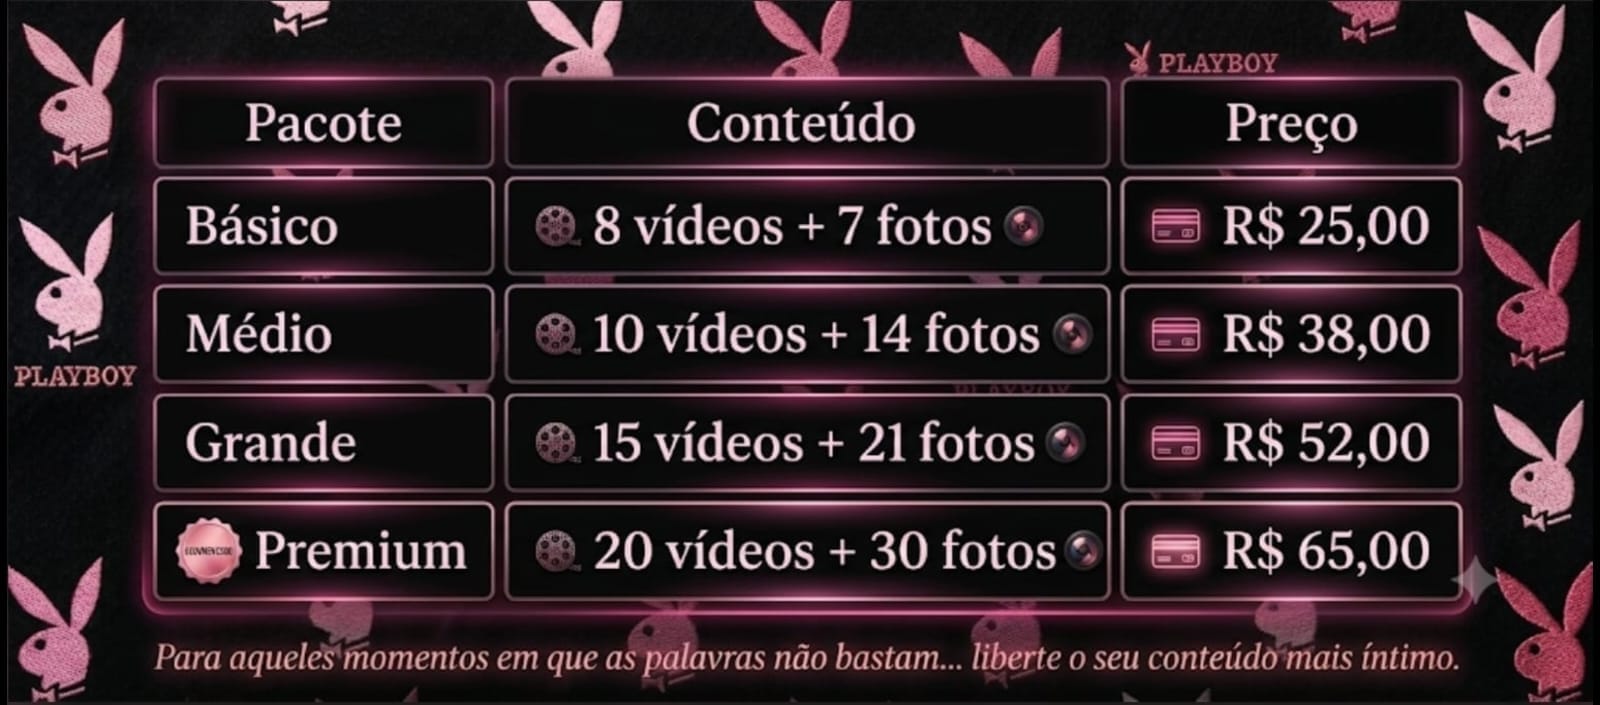 PLAYBOY
Pacote Conteúdo Preço
Básico 8 vídeos + 7 fotos R$ 25,00
PLAYBOY
Médio 10 vídeos + 14 fotos R$ 38,00
Grande 15 vídeos + 21 fotos R$ 52,00
Premium 20 vídeos + 30 fotos R$ 65,00
Para aqueles momentos em que as palavras não bastam... liberte o seu conteúdo mais íntimo.